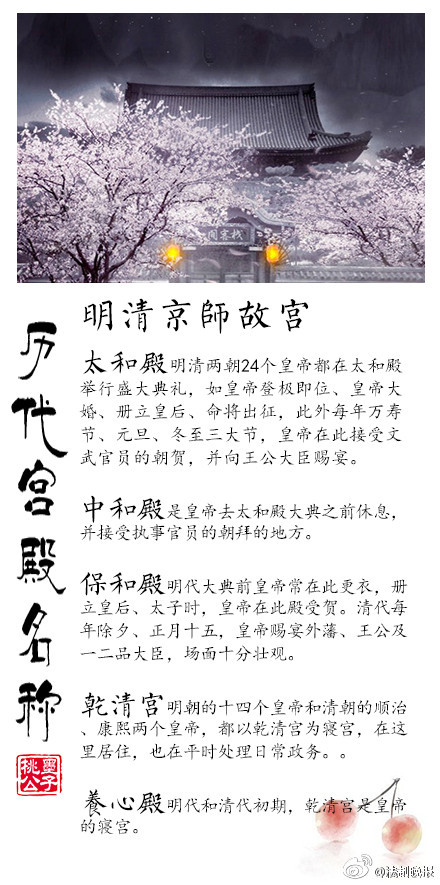 明清京師故宫
太和殿明清两朝24个皇帝都在太和殿
举行盛大典礼，如皇帝登极即位、皇帝大
婚、册立皇后、命将出征，此外每年万寿
节、元旦、冬至三大节，皇帝在此接受文
武官员的朝贺，并向王公大臣赐宴。
中和殿是皇帝去太和殿大典之前休息，
并接受执事官员的朝拜的地方。
保和殿明代大典前皇帝常在此更衣，册
立皇后、太子时，皇帝在此殿受贺。清代每
年除夕、正月十五，皇帝赐宴外藩、王公及
一二品大臣，场面十分壮观。
乾清宫明朝的十四个皇帝和清朝的顺治
、康熙两个皇帝，都以乾清宫为寝宫，在这
里居住，也在平时处理日常政务。。
養心殿明代和清代初期，乾清宫是皇帝
的寝宫。
历代宫殿名称
墨子
桃公
@法制晚报